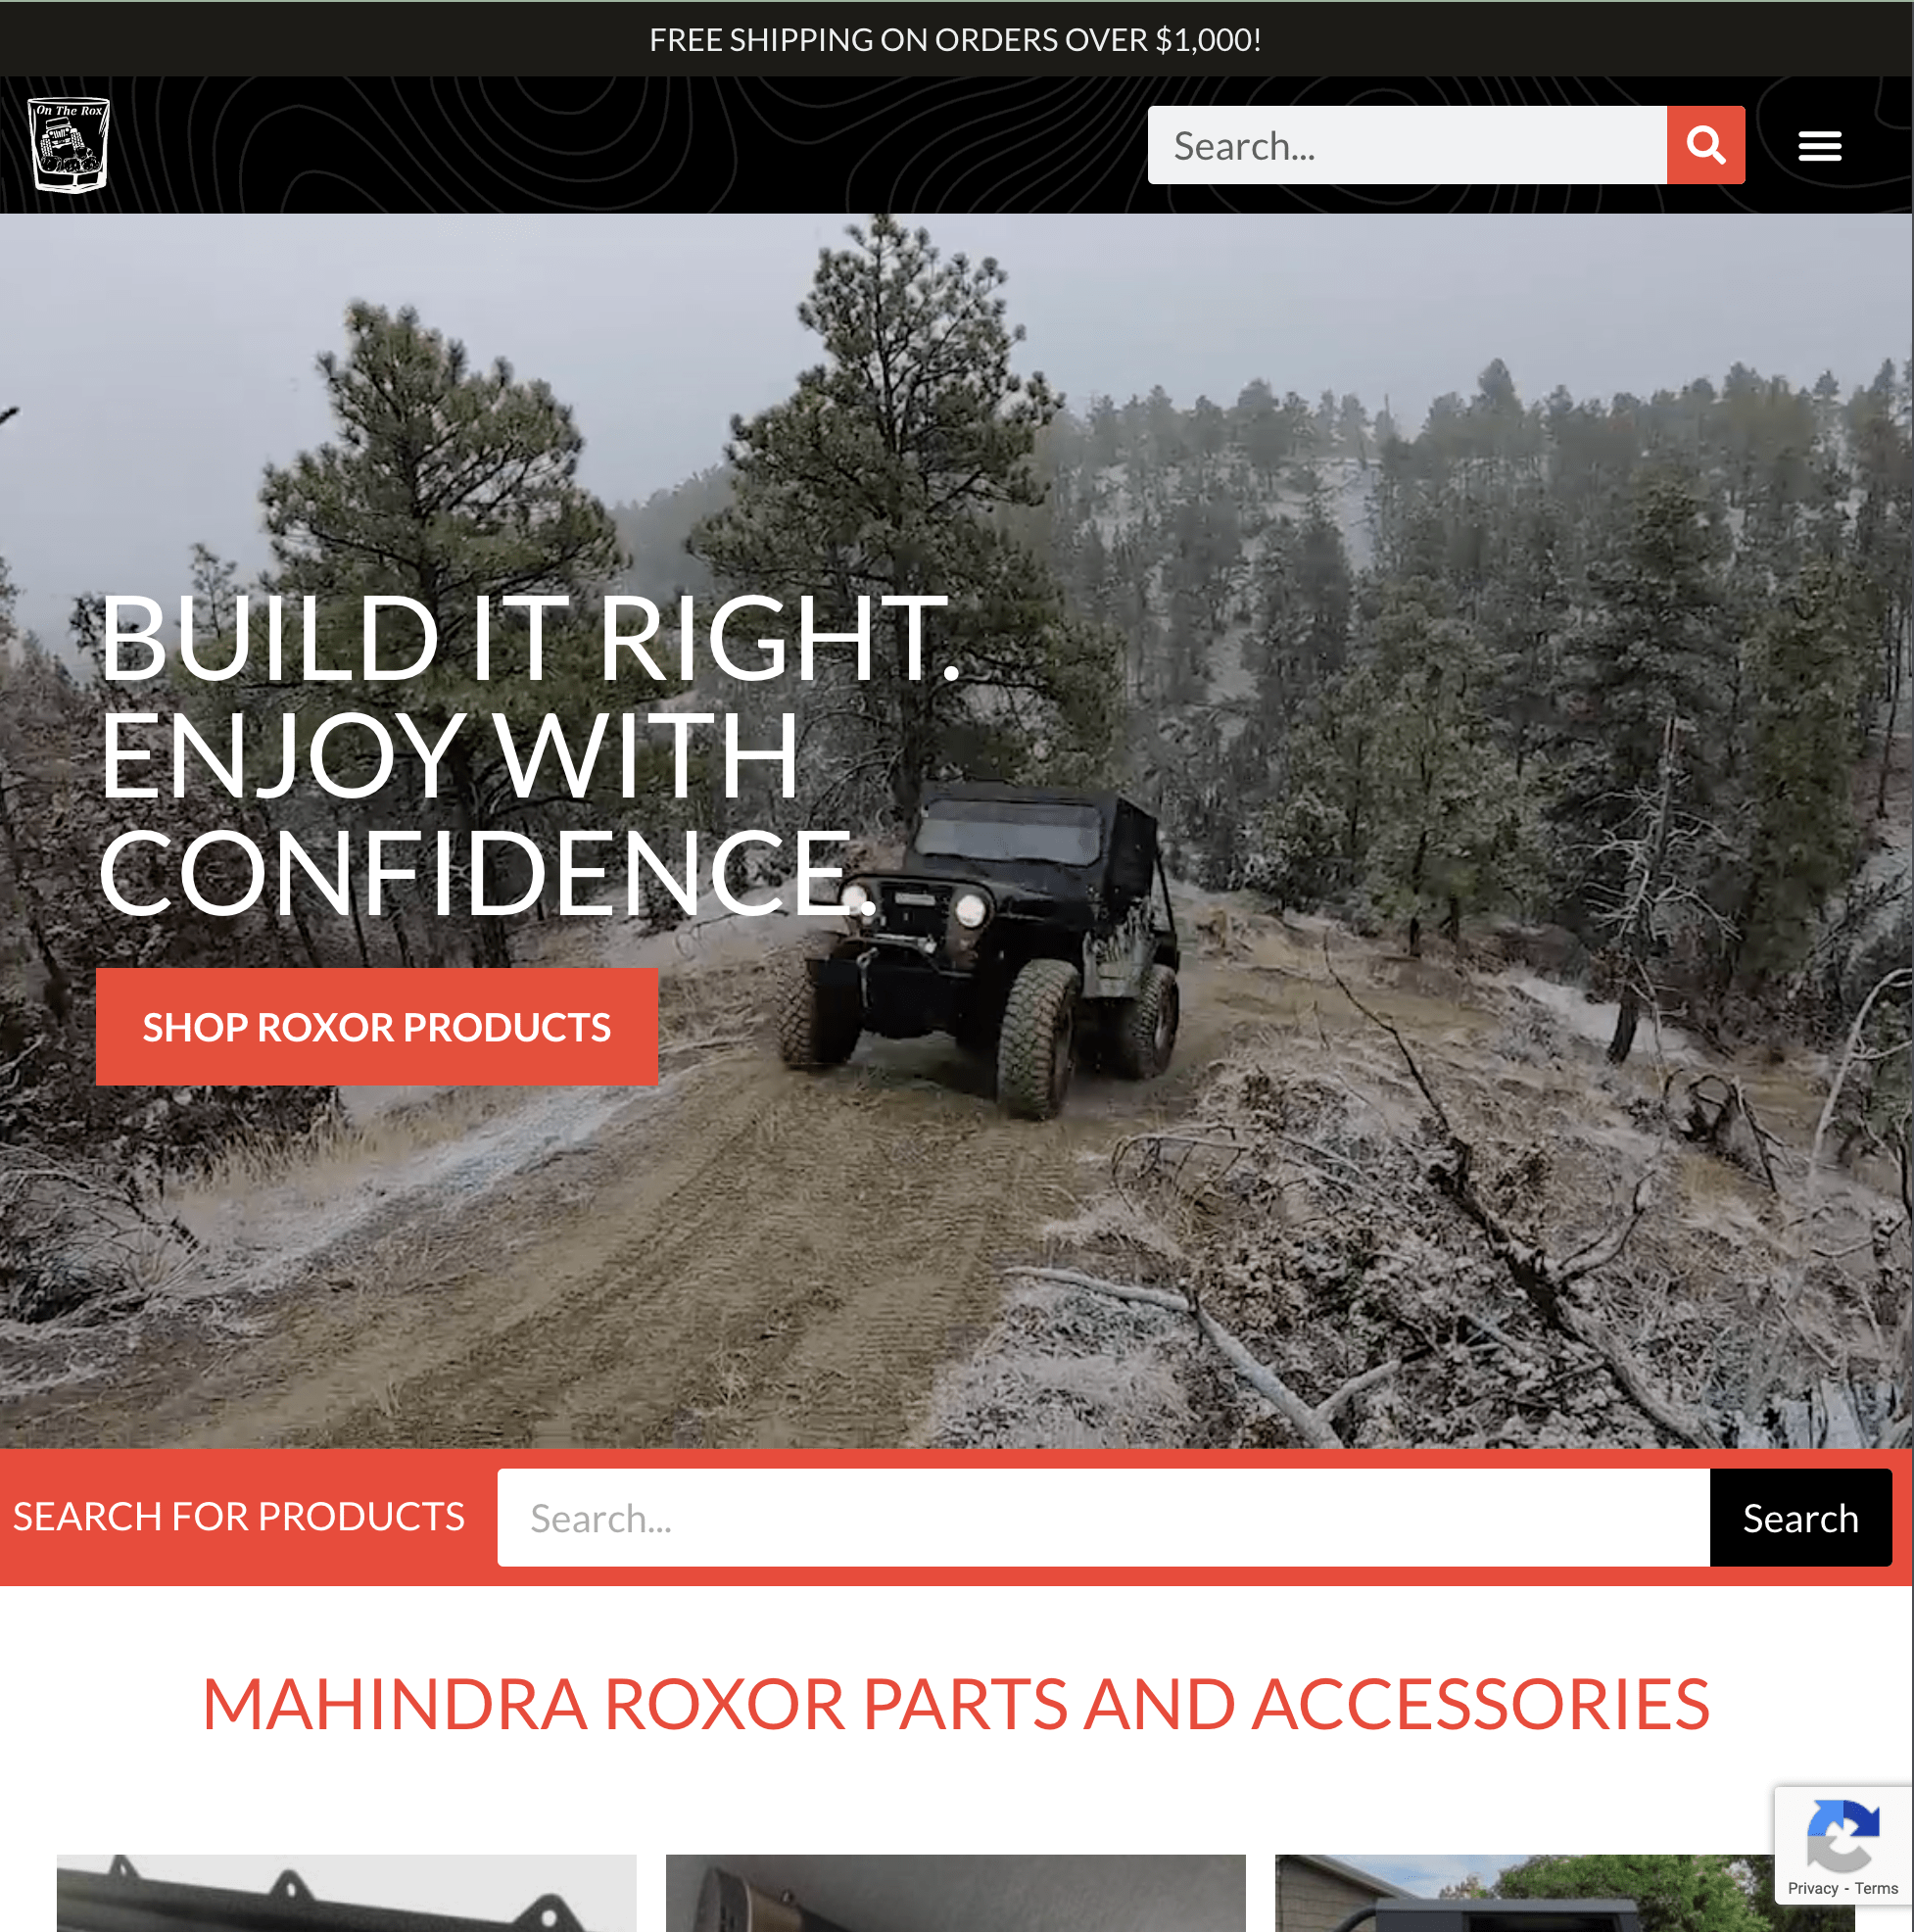 FREE SHIPPING ON ORDERS OVER $1,000!
On The Rox
Search...
BUILD IT RIGHT.
ENJOY WITH
CONFIDENCE.
SHOP ROXOR PRODUCTS
SEARCH FOR PRODUCTS
Search...
Search
MAHINDRA ROXOR PARTS AND ACCESSORIES
Privacy - Terms